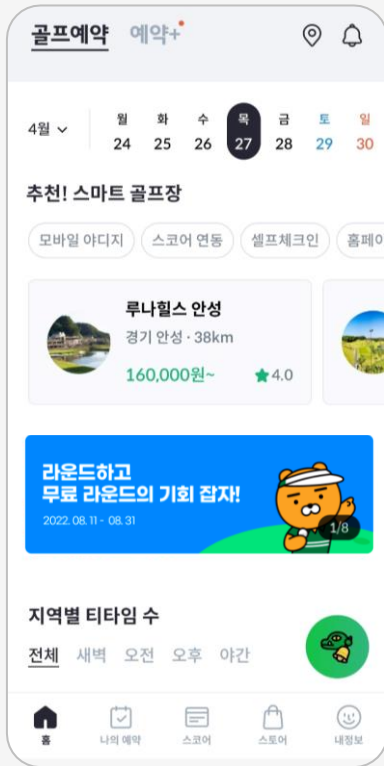 골프예약 예약+
4월 월 화 수 목 금 토 일
24 25 26 27 28 29 30
추천! 스마트 골프장
모바일 야디지 스코어 연동 셀프체크인 홈페이
루나힐스 안성
경기 안성 · 38km
160,000원~ ★4.0
라운드하고
무료 라운드의 기회 잡자!
2022. 08. 11 - 08. 31
1/8
지역별 티타임 수
전체 새벽 오전 오후 야간
홈 나의 예약 스코어 스토어 내정보